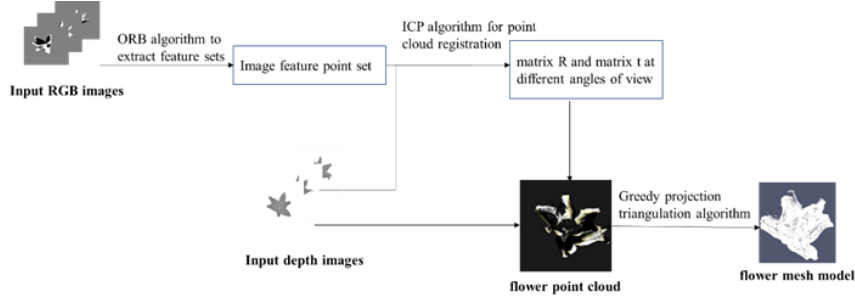 ORB algorithm to
extract feature sets
Input RGB images
Image feature point set
ICP algorithm for point
cloud registration
matrix R and matrix t at
different angles of view
Input depth images
flower point cloud
Greedy projection
triangulation algorithm
flower mesh model